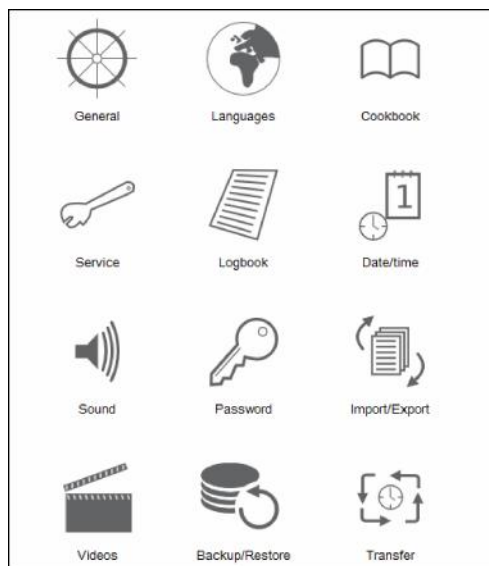 General
Languages
Cookbook
1
Service
Logbook
Date/time
Sound
Password
Import/Export
Videos
Backup/Restore
Transfer